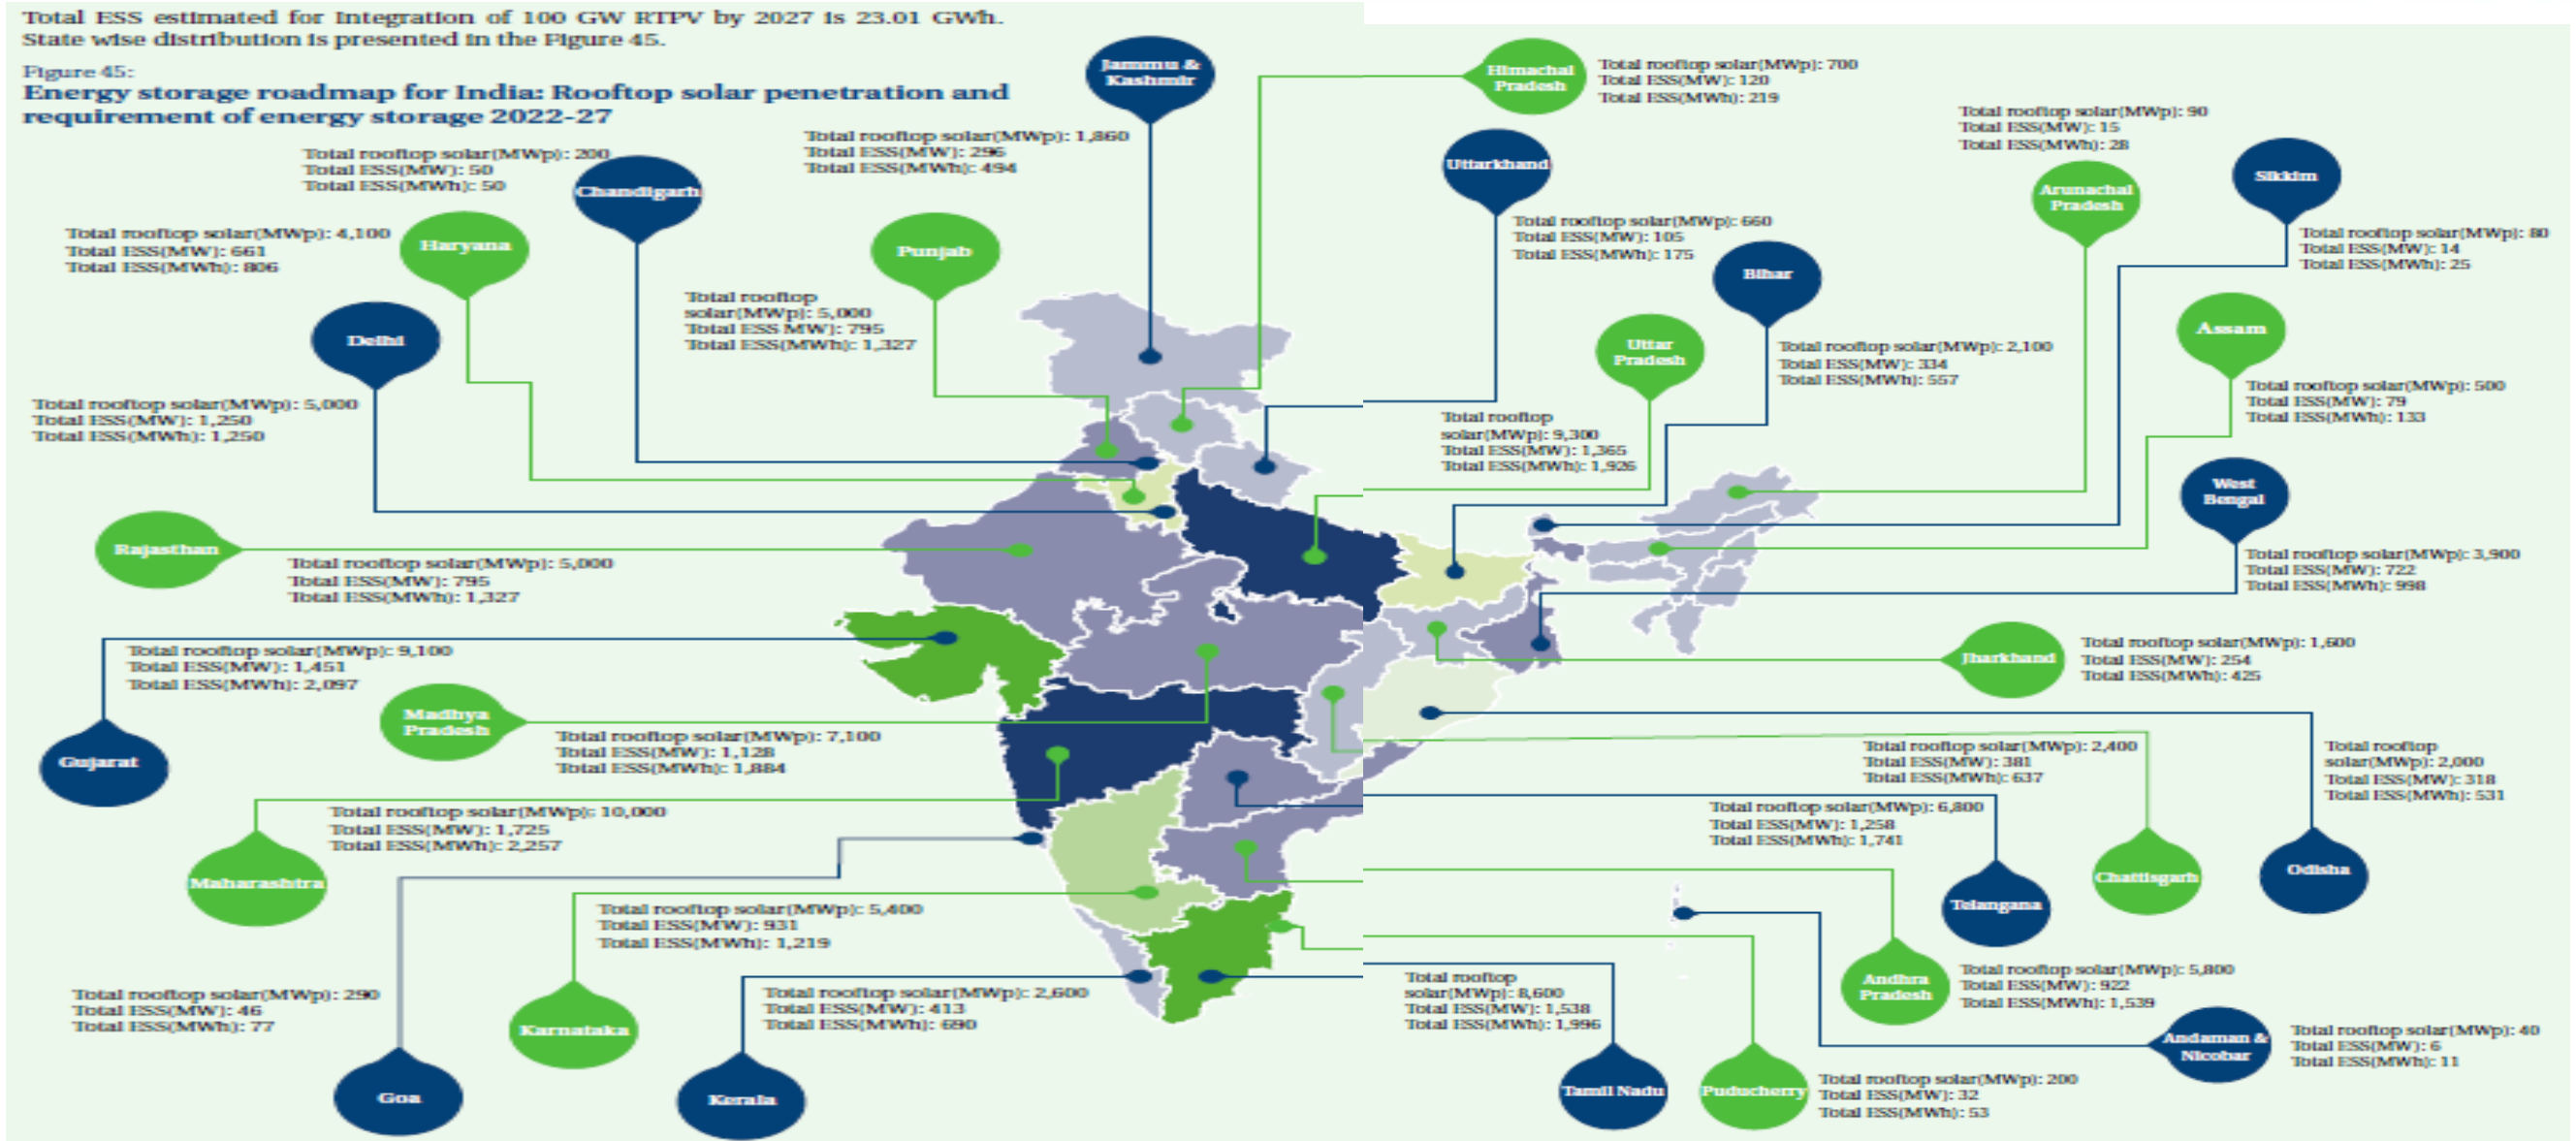 Total ESS estimated for Integration of 100 GW RTPV by 2027 is 23.01 GWh.
State wise distribution is presented in the Figure 45.
Figure 45:
Energy storage roadmap for India: Rooftop solar penetration and
requirement of energy storage 2022-27
Jammu &
Kashmir
Total rooftop solar(MWp): 1,860
Total ESS(MW): 296
Total ESS(MWh): 494
Himachal
Pradesh
Total rooftop solar(MWp): 700
Total ESS(MW): 120
Total ESS(MWh): 219
Chandigarh
Total rooftop solar(MWp): 200
Total ESS(MW): 50
Total ESS(MWh): 50
Haryana
Total rooftop solar(MWp): 4,100
Total ESS(MW): 661
Total ESS(MWh): 806
Punjab
Total rooftop
solar(MWp): 5,000
Total ESS MW): 795
Total ESS(MWh): 1,327
Delhi
Total rooftop solar(MWp): 5,000
Total ESS(MW): 1,250
Total ESS(MWh): 1,250
Rajasthan
Total rooftop solar(MWp): 5,000
Total ESS(MW): 795
Total ESS(MWh): 1,327
Total rooftop solar(MWp): 9,100
Total ESS(MW): 1,451
Total ESS(MWh): 2,097
Gujarat
Madhya
Pradesh
Total rooftop solar(MWp): 7,100
Total ESS(MW): 1,128
Total ESS(MWh): 1,884
Total rooftop solar(MWp): 10,000
Total ESS(MW): 1,725
Total ESS(MWh): 2,257
Maharashtra
Total rooftop solar(MWp): 5,400
Total ESS(MW): 931
Total ESS(MWh): 1,219
Karnataka
Total rooftop solar(MWp): 290
Total ESS(MW): 46
Total ESS(MWh): 77
Goa
Total rooftop solar(MWp): 2,600
Total ESS(MW): 413
Total ESS(MWh): 690
Kerala
Uttarkhand
Total rooftop solar(MWp): 660
Total ESS(MW): 105
Total ESS(MWh): 175
Bihar
Total rooftop solar(MWp): 2,100
Total ESS(MW): 334
Total ESS(MWh): 557
Uttar
Pradesh
Total rooftop
solar(MWp): 9,300
Total ESS(MW): 1,365
Total ESS(MWh): 1,926
Total rooftop solar(MWp): 90
Total ESS(MW): 15
Total ESS(MWh): 28
Arunachal
Pradesh
Sikkim
Total rooftop solar(MWp): 80
Total ESS(MW): 14
Total ESS(MWh): 25
Assam
Total rooftop solar(MWp): 500
Total ESS(MW): 79
Total ESS(MWh): 133
West
Bengal
Total rooftop solar(MWp): 3,900
Total ESS(MW): 722
Total ESS(MWh): 998
Jharkhand
Total rooftop solar(MWp): 1,600
Total ESS(MW): 254
Total ESS(MWh): 425
Total rooftop solar(MWp): 2,400
Total ESS(MW): 381
Total ESS(MWh): 637
Chattisgarh
Total rooftop
solar(MWp): 2,000
Total ESS(MW): 318
Total ESS(MWh): 531
Odisha
Total rooftop solar(MWp): 6,800
Total ESS(MW): 1,258
Total ESS(MWh): 1,741
Telangana
Andhra
Pradesh
Total rooftop solar(MWp): 5,800
Total ESS(MW): 922
Total ESS(MWh): 1,539
Total rooftop
solar(MWp): 8,600
Total ESS(MW): 1,538
Total ESS(MWh): 1,996
Tamil Nadu
Puducherry
Total rooftop solar(MWp): 200
Total ESS(MW): 32
Total ESS(MWh): 53
Andaman &
Nicobar
Total rooftop solar(MWp): 40
Total ESS(MW): 6
Total ESS(MWh): 11